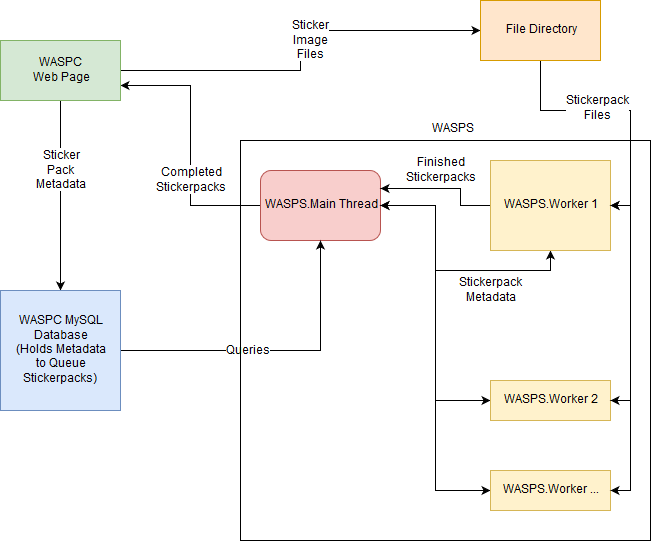 Sticker
Image
Files
File Directory
WASPC
Web Page
Stickerpack
Files
WASPS
Sticker
Pack
Metadata
Completed
Stickerpacks
Finished
Stickerpacks
WASPS.Main Thread
WASPS.Worker 1
Stickerpack
Metadata
WASPC MySQL
Database
(Holds Metadata
to Queue
Stickerpacks)
Queries
WASPS.Worker 2
WASPS.Worker ...